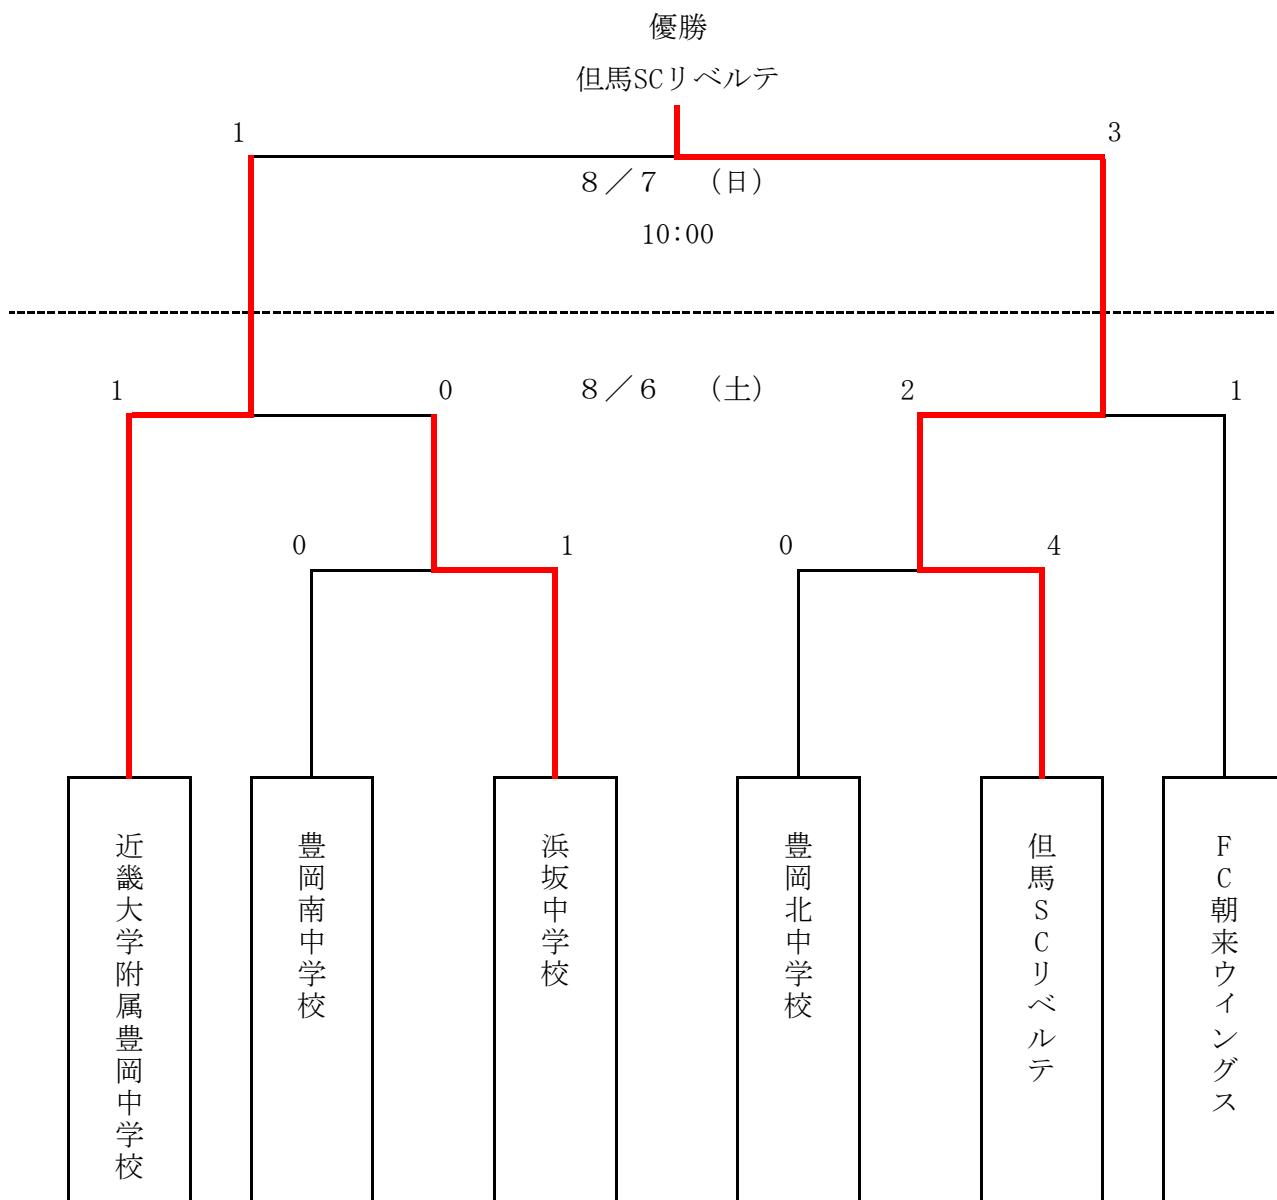 優勝
但馬SCリベルテ
1
3
８／７　（日）
10:00
1
0
８／６　（土）
2
1
0
1
0
4
近畿大学附属豊岡中学校
豊岡南中学校
浜坂中学校
豊岡北中学校
但馬SCリベルテ
FC朝来ウイングス